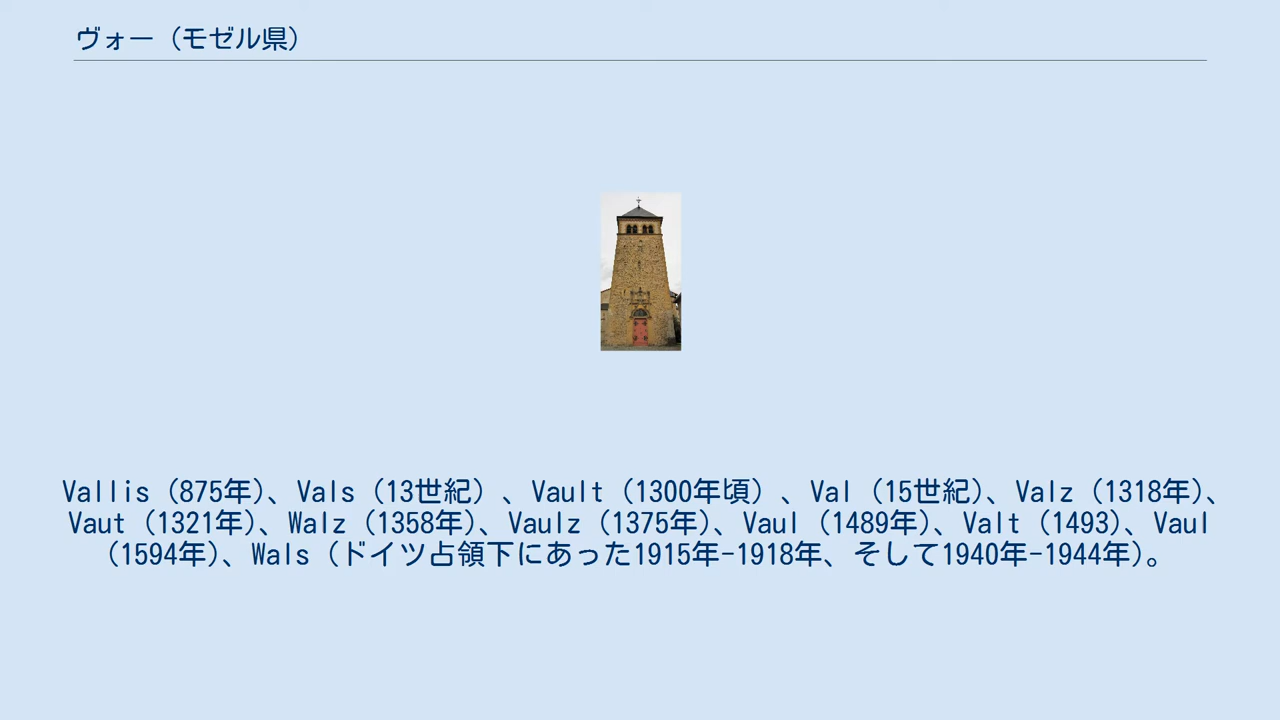 ヴォー（モゼル県）
Vallis（875年）、Vals（13世紀）、Vault（1300年頃）、Val（15世紀）、Valz（1318年）、
Vaut（1321年）、Walz（1358年）、Vaulz（1375年）、Vaul（1489年）、Valt（1493）、Vaul
（1594年）、Wals（ドイツ占領下にあった1915年-1918年、そして1940年-1944年）。